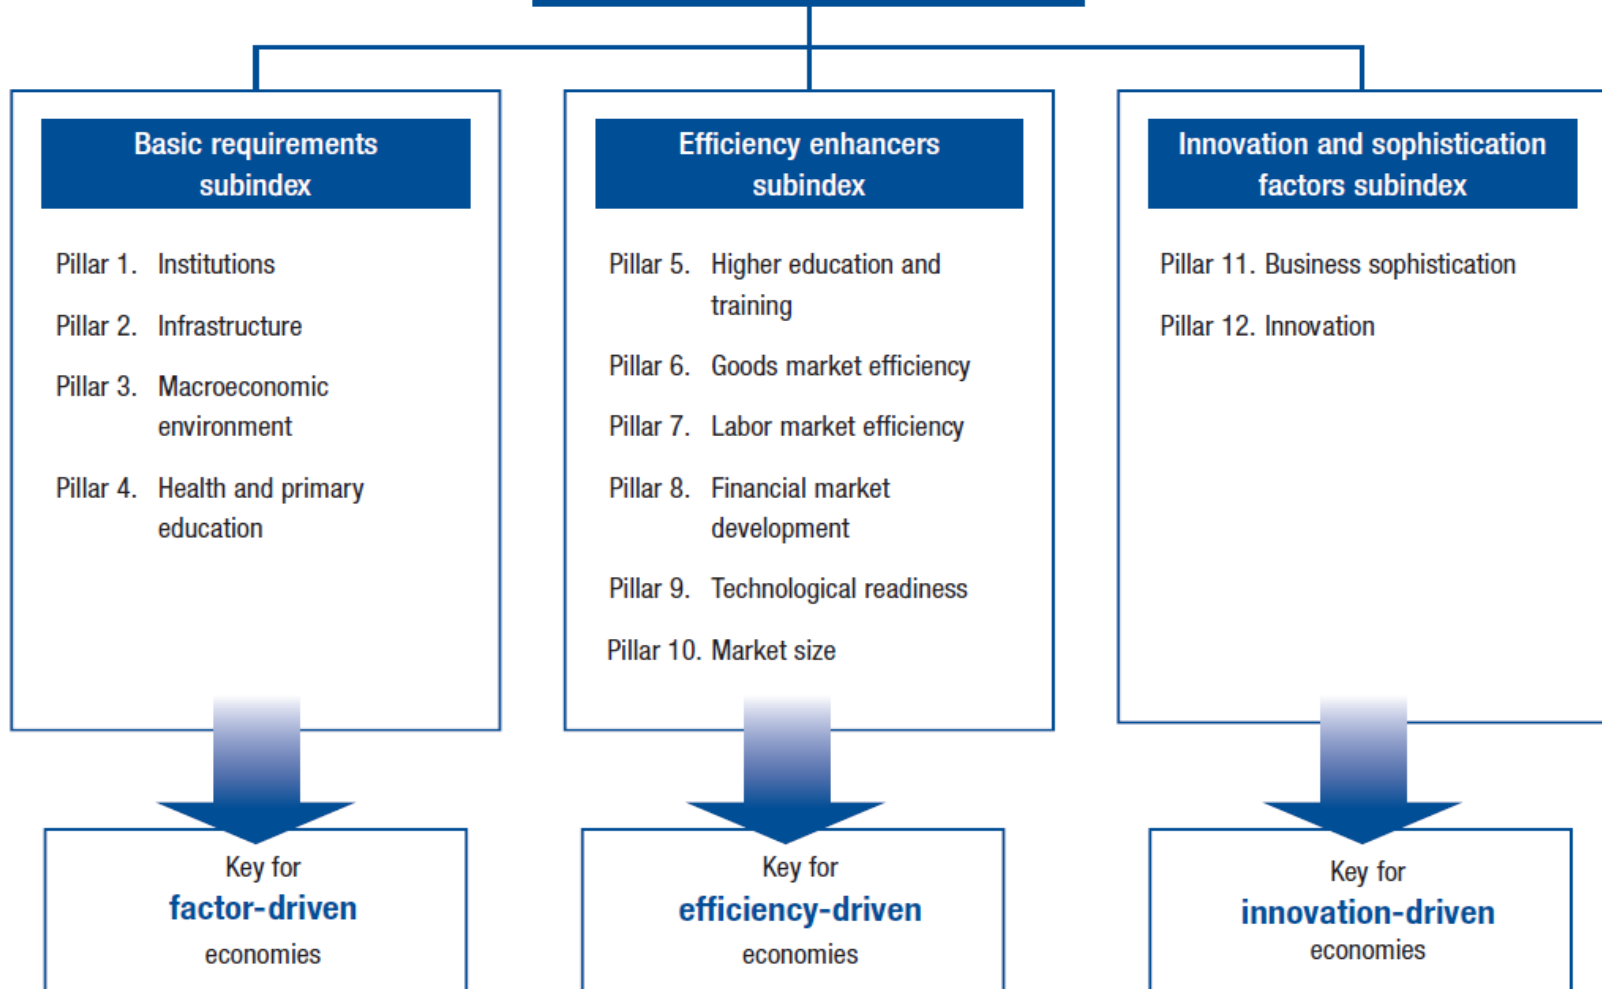 Basic requirements
subindex
Pillar 1. Institutions
Pillar 2. Infrastructure
Pillar 3. Macroeconomic
environment
Pillar 4. Health and primary
education
Key for
factor-driven
economies
Efficiency enhancers
subindex
Pillar 5. Higher education and
training
Pillar 6. Goods market efficiency
Pillar 7. Labor market efficiency
Pillar 8. Financial market
development
Pillar 9. Technological readiness
Pillar 10. Market size
Key for
efficiency-driven
economies
Innovation and sophistication
factors subindex
Pillar 11. Business sophistication
Pillar 12. Innovation
Key for
innovation-driven
economies